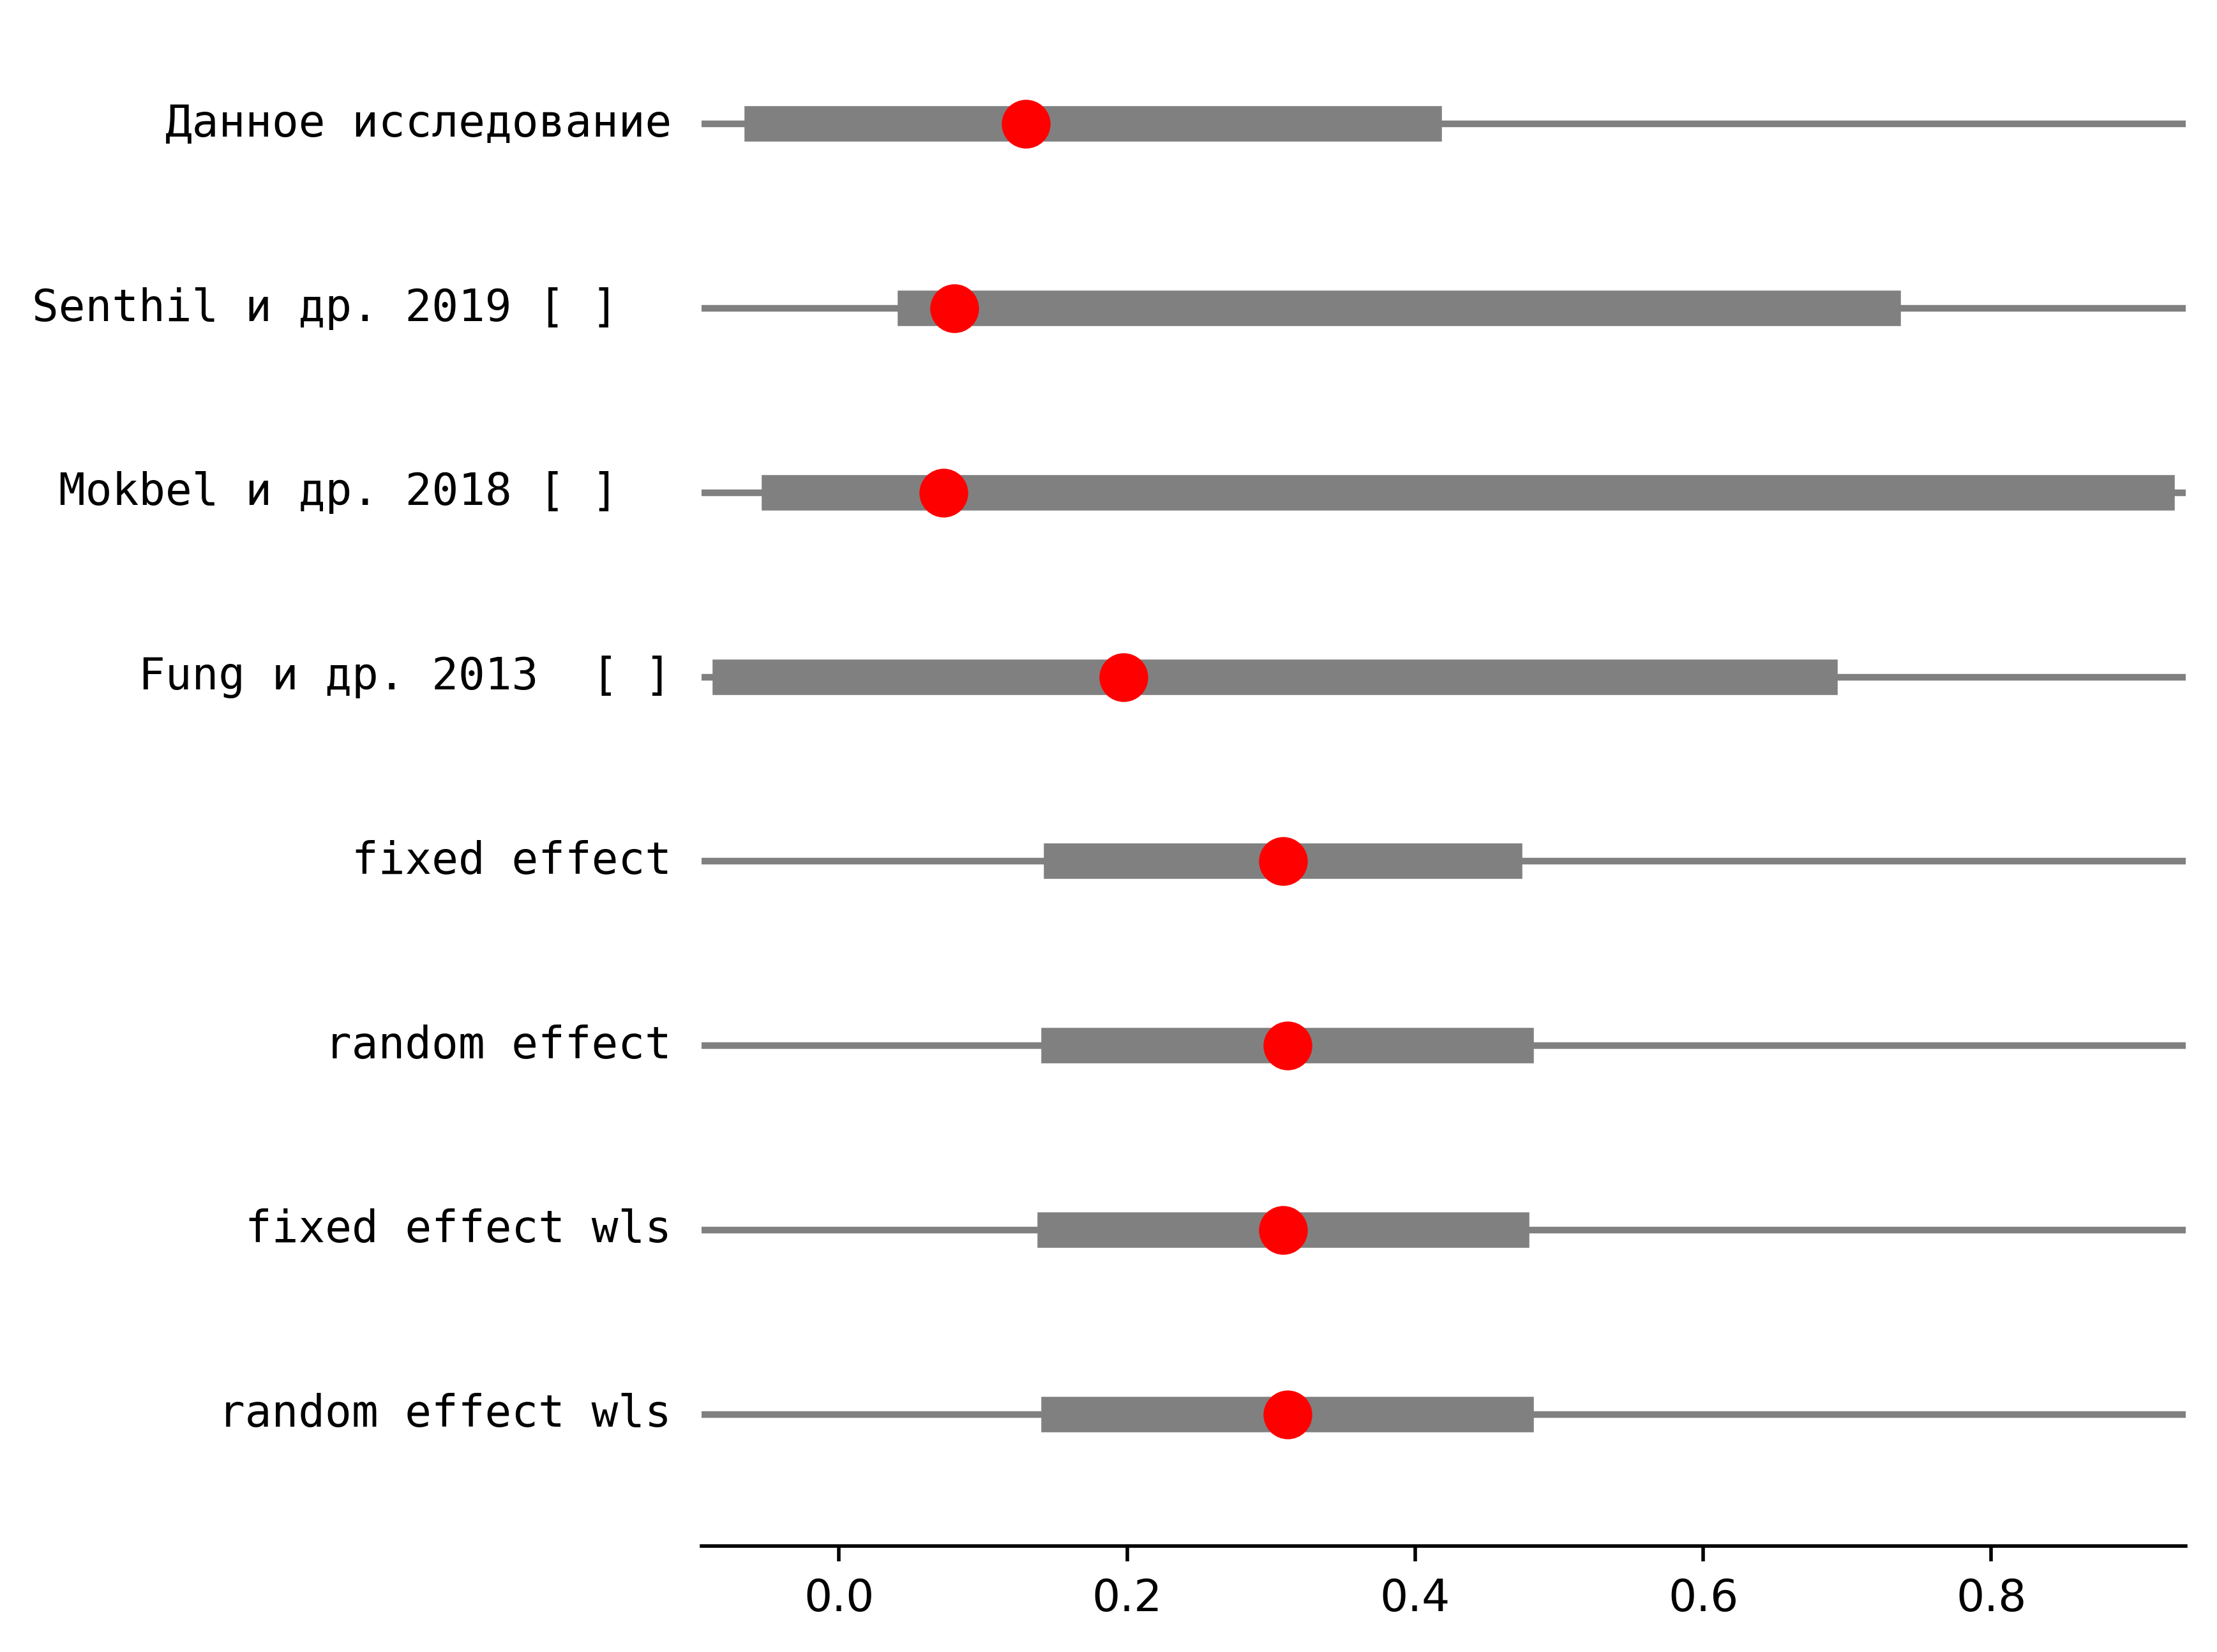 Данное исследование
Senthil и др. 2019 [ ]
Mokbel и др. 2018 [ ]
Fung и др. 2013  [ ]
fixed effect
random effect
fixed effect wls
random effect wls
0.0 0.2 0.4 0.6 0.8